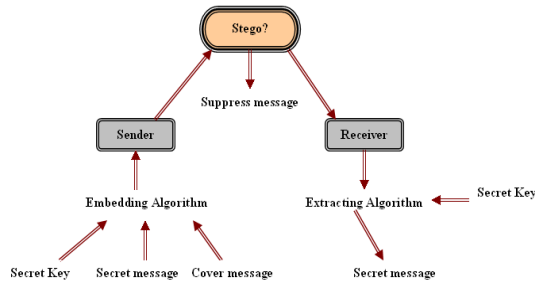 Stego?
Suppress message
Sender
Receiver
Embedding Algorithm
Extracting Algorithm
Secret Key
Secret Key
Secret message
Cover message
Secret message